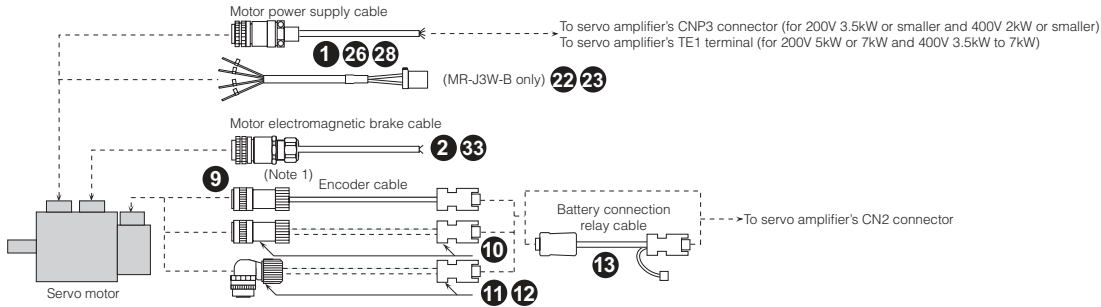 Motor power supply cable
To servo amplifier's CNP3 connector (for 200V 3.5kW or smaller and 400V 2kW or smaller)
To servo amplifier's TE1 terminal (for 200V 5kW or 7kW and 400V 3.5kW to 7kW)
1 26 28
(MR-J3W-B only) 22 23
Motor electromagnetic brake cable
2 33
(Note 1)
9
Encoder cable
Battery connection
relay cable
To servo amplifier's CN2 connector
10
13
11 12
Servo motor